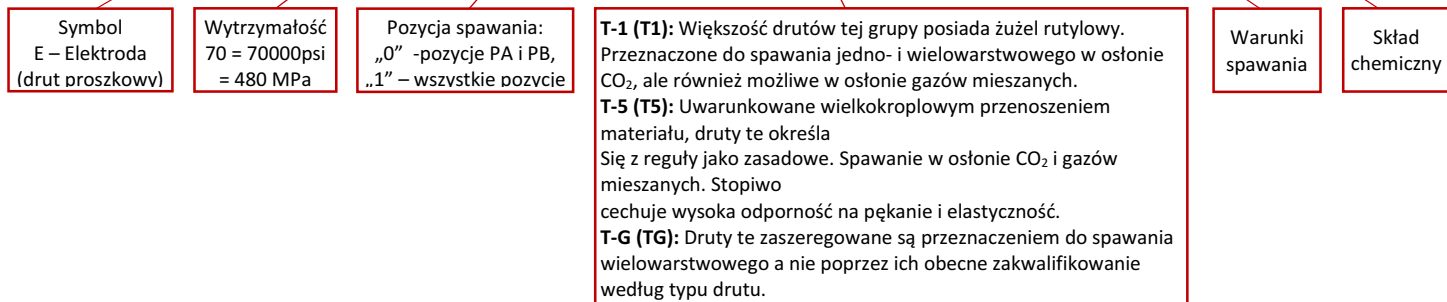 Symbol
E – Elektroda
(drut proszkowy)
Wytrzymałość
70 = 70000psi
= 480 MPa
Pozycja spawania:
„0” -pozycje PA i PB,
„1” – wszystkie pozycje
T-1 (T1): Większość drutów tej grupy posiada żużel rutylowy.
Przeznaczone do spawania jedno- i wielowarstwowego w osłonie
CO₂, ale również możliwe w osłonie gazów mieszanych.
T-5 (T5): Uwarunkowane wielkokroplowym przenoszeniem
materiału, druty te określa
Się z reguły jako zasadowe. Spawanie w osłonie CO₂ i gazów
mieszanych. Stopiwo
cechuje wysoka odporność na pękanie i elastyczność.
T-G (TG): Druty te zaszeregowane są przeznaczeniem do spawania
wielowarstwowego a nie poprzez ich obecne zakwalifikowanie
według typu drutu.
Warunki
spawania
Skład
chemiczny